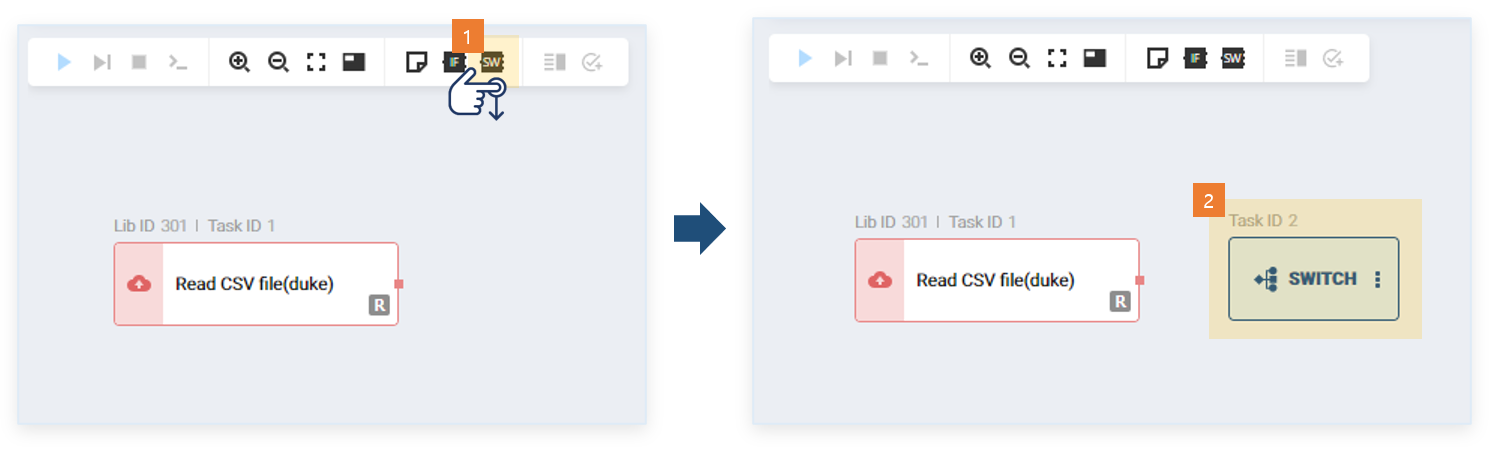 1
IF
SW
Lib ID 301 | Task ID 1
Read CSV file(duke)
R
IF
SW
2
Lib ID 301 | Task ID 1
Task ID 2
Read CSV file(duke)
R
SWITCH